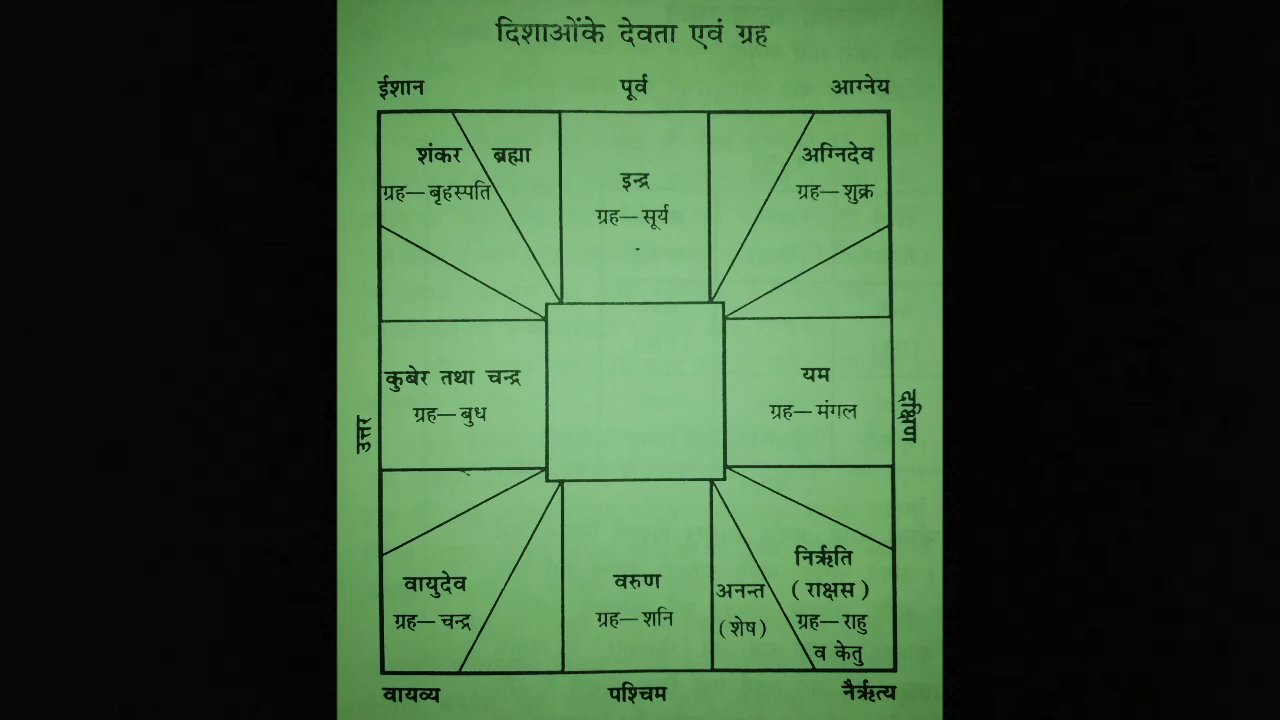 दिशाओंके देवता एवं ग्रह
ईशान पूर्व आग्नेय
शंकर ब्रह्मा
ग्रह—बृहस्पति
इन्द्र
ग्रह—सूर्य
अग्निदेव
ग्रह—शुक्र
उत्तर
कुबेर तथा चन्द्र
ग्रह—बुध
यम
ग्रह—मंगल
दक्षिण
वायुदेव
ग्रह—चन्द्र
वरुण
ग्रह—शनि
अनन्त
(शेष)
निर्ऋति
(राक्षस)
ग्रह—राहु
व केतु
वायव्य पश्चिम नैर्ऋत्य